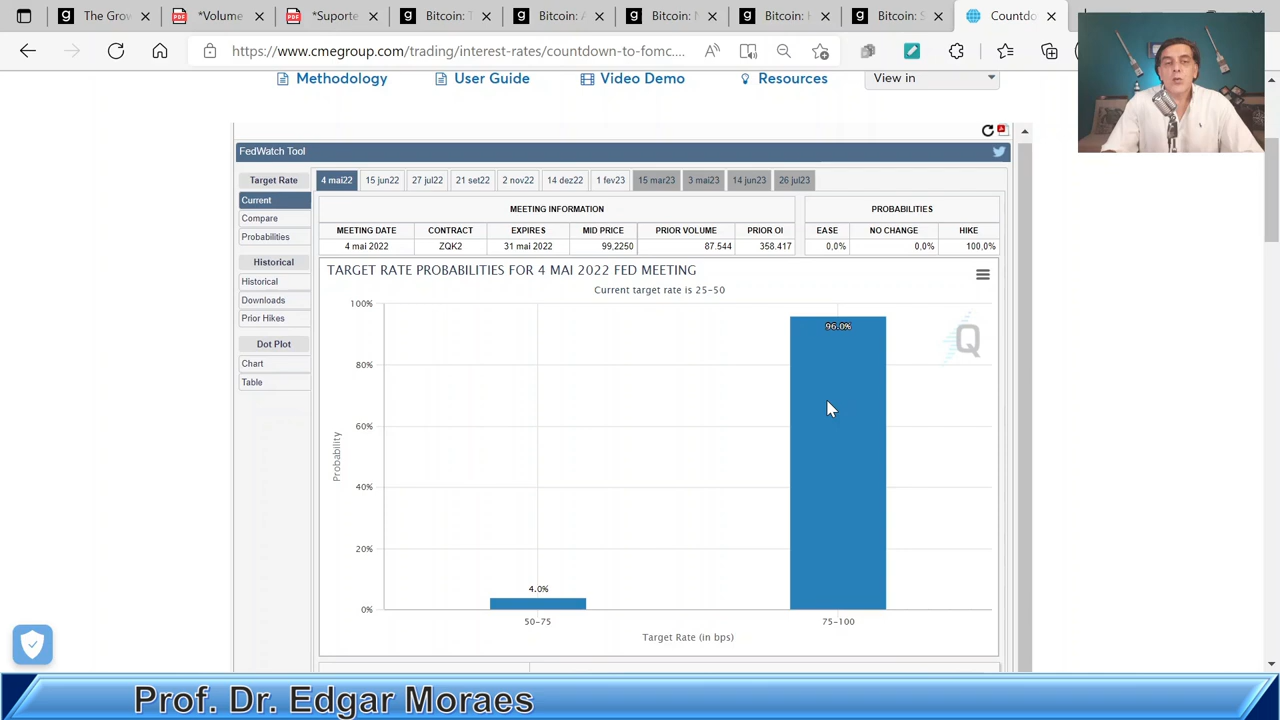 The Grov
*Volume
*Suporte
Bitcoin: T
Bitcoin: A
Bitcoin: N
Bitcoin: 
Bitcoin: S
Countdo
https://www.cmegroup.com/trading/interest-rates/countdown-to-fomc....
Methodology
User Guide
Video Demo
Resources
View in
FedWatch Tool
Target Rate
4 mai22 15 jun22 27 jul22 21 set22 2 nov22 14 dez22 1 fev23 15 mar23 3 mai23 14 jun23 26 jul23
Current
Compare
Probabilities
Historical
Historical
Downloads
Prior Hikes
Dot Plot
Chart
Table
MEETING INFORMATION
PROBABILITIES
MEETING DATE CONTRACT EXPIRES MID PRICE PRIOR VOLUME PRIOR OI EASE NO CHANGE HIKE
4 mai 2022 ZQK2 31 mai 2022 99.2250 87.544 358.417 0,0% 0,0% 100,0%
TARGET RATE PROBABILITIES FOR 4 MAI 2022 FED MEETING
Current target rate is 25-50
100%
80%
60%
40%
20%
0%
Probability
96.0%
4.0%
50-75
75-100
Target Rate (in bps)
Q
Prof. Dr. Edgar Moraes